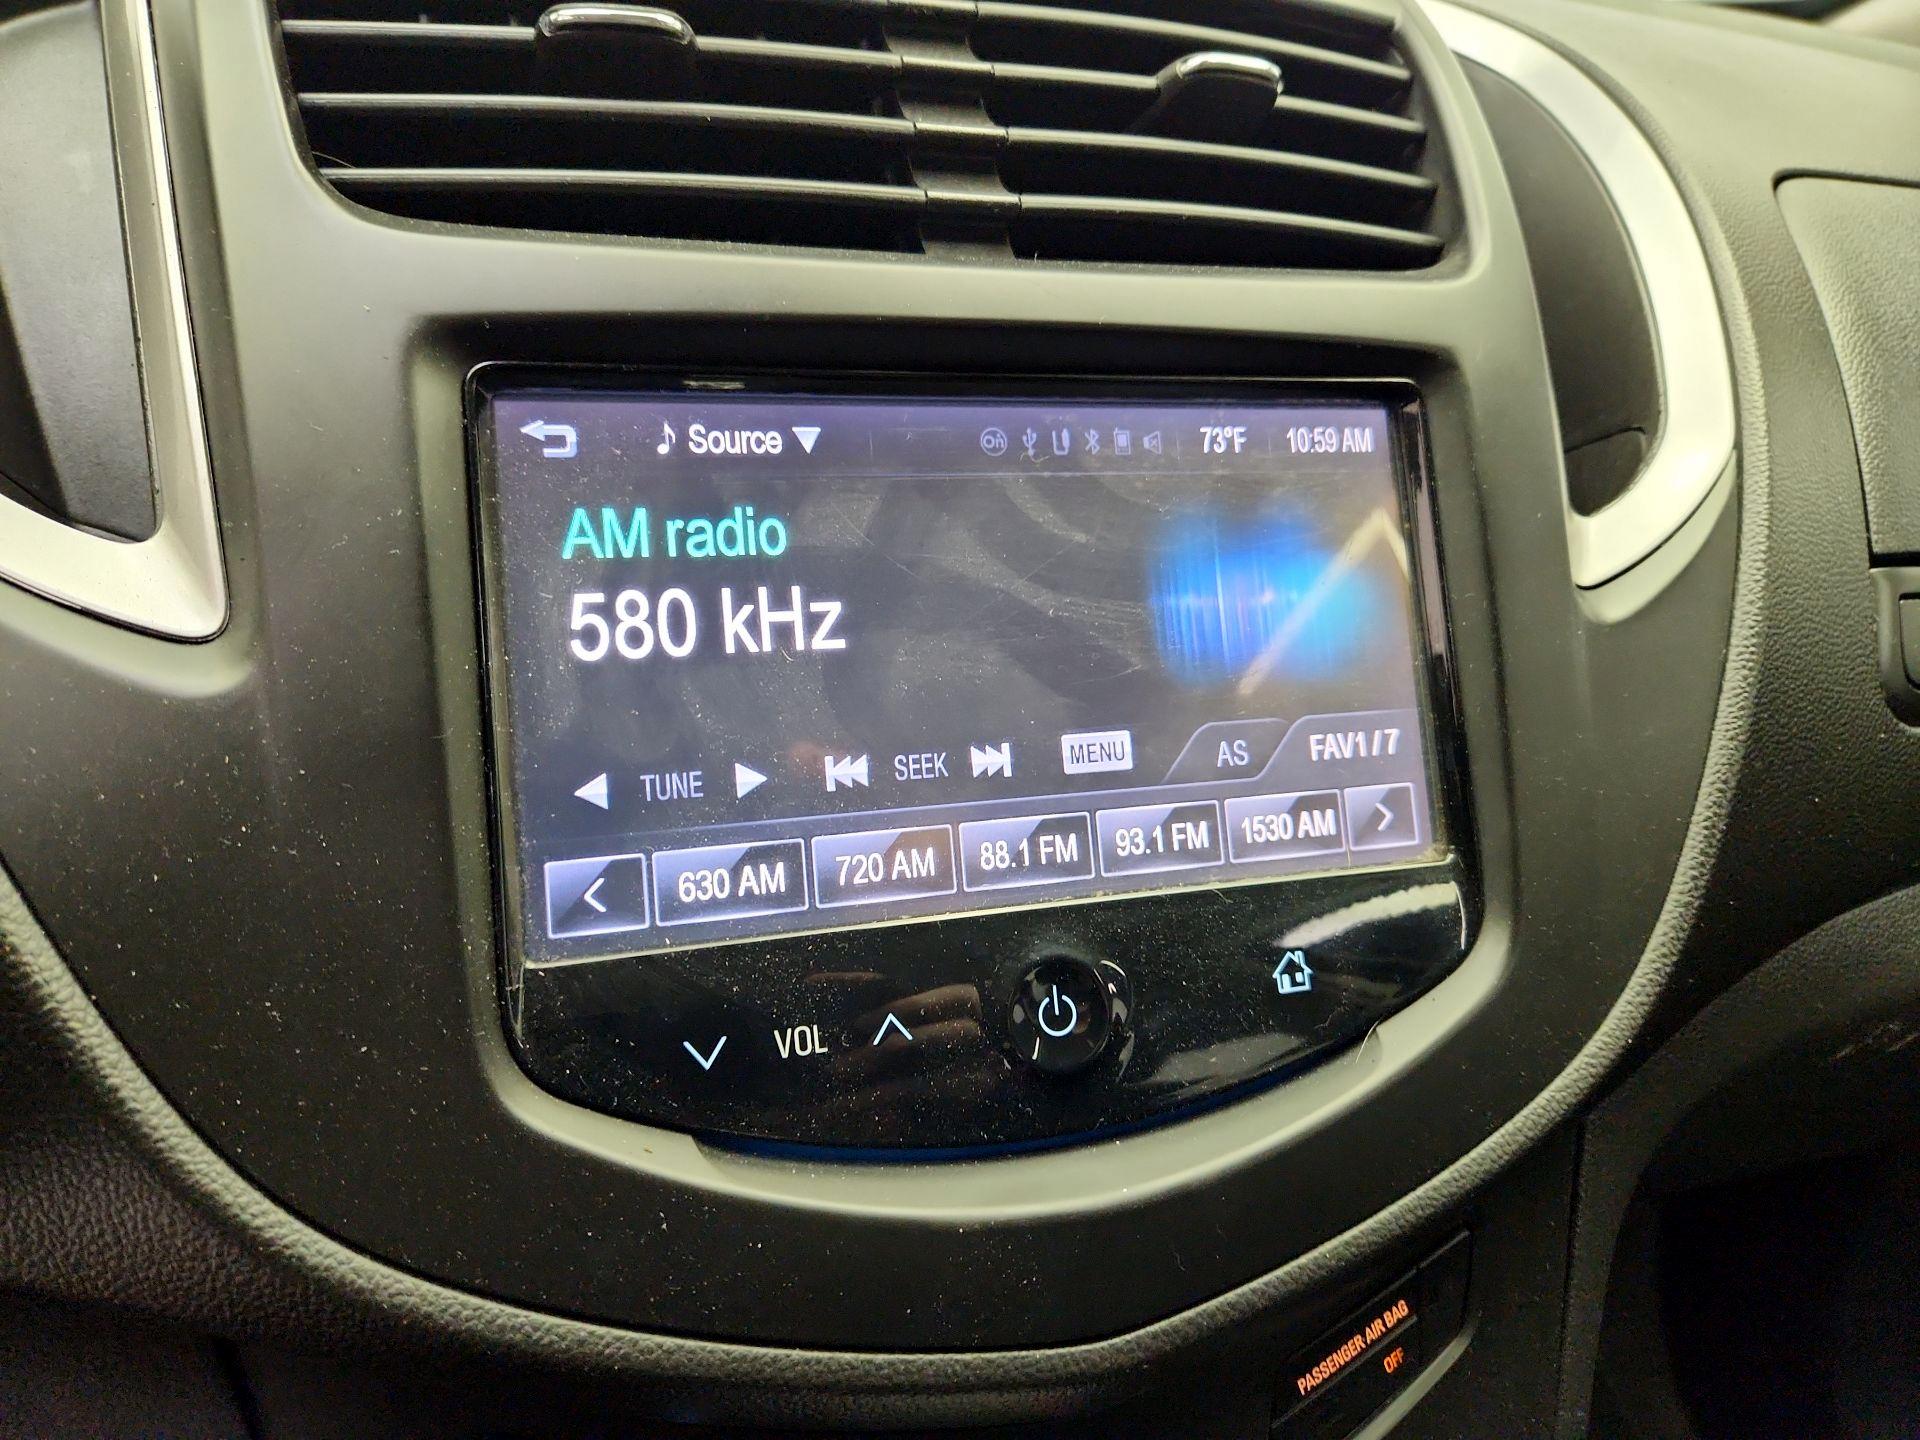 Source 73°F 10:59 AM
AM radio
580 kHz
TUNE SEEK MENU AS FAV1 / 7
630 AM 720 AM 88.1 FM 93.1 FM 1530 AM
VOL
PASSENGER AIR BAG
OFF